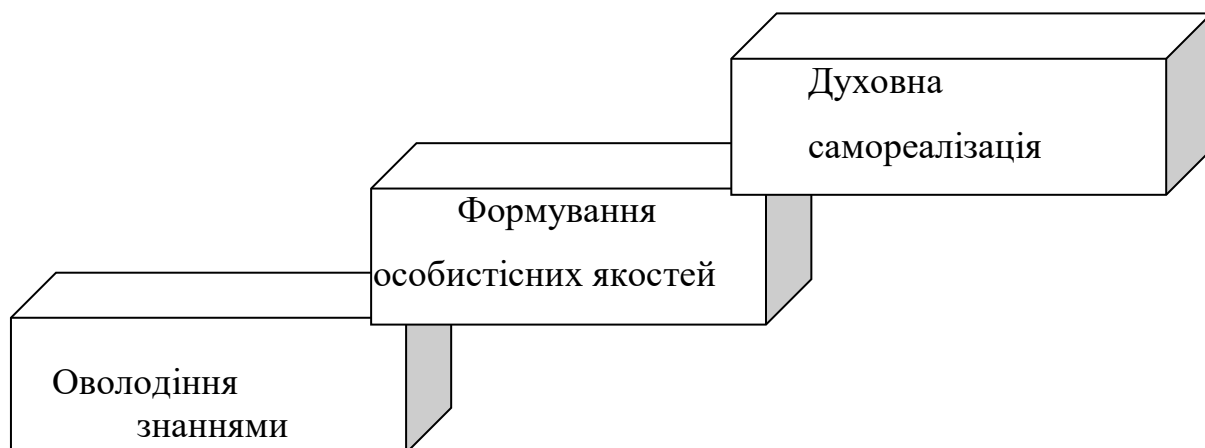 Духовна
самореалізація
Формування
особистісних якостей
Оволодіння
знаннями